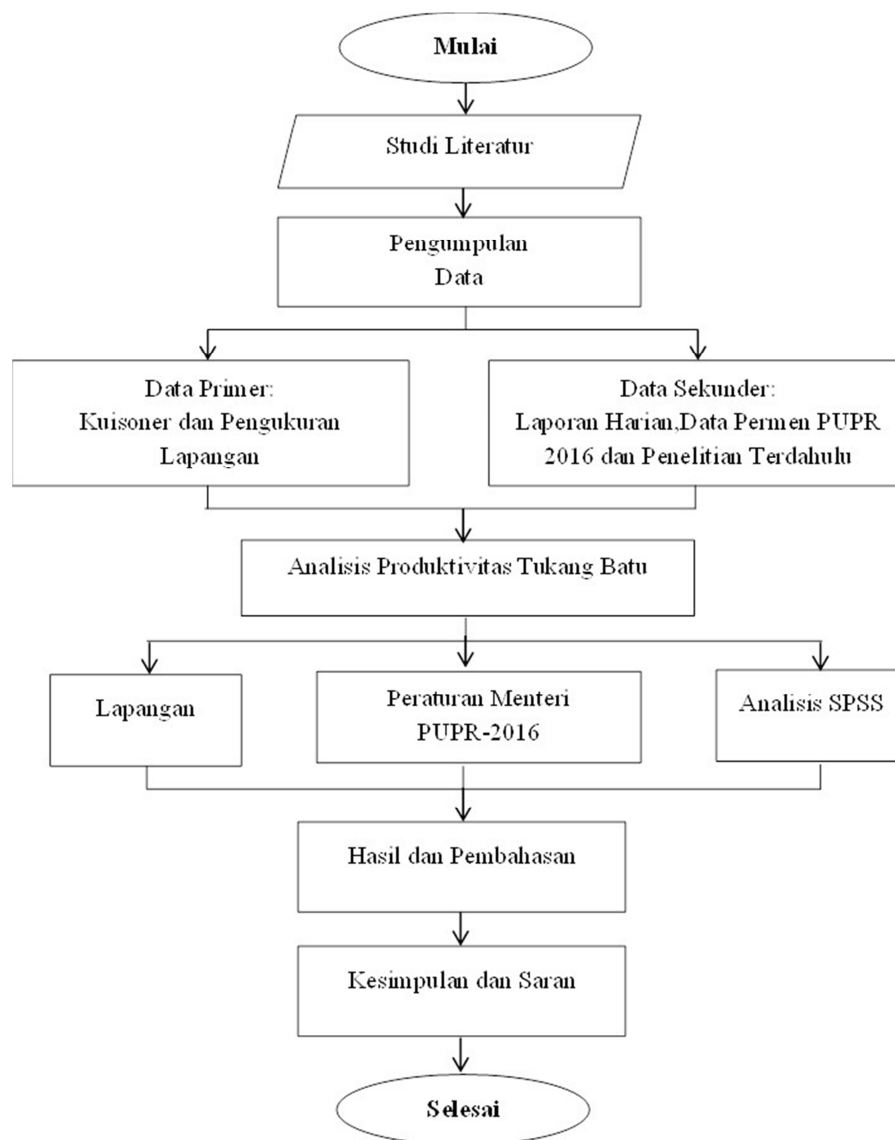 Mulai
Studi Literatur
Pengumpulan
Data
Data Primer:
Kuisoner dan Pengukuran
Lapangan
Data Sekunder:
Laporan Harian,Data Permen PUPR
2016 dan Penelitian Terdahulu
Analisis Produktivitas Tukang Batu
Lapangan
Peraturan Menteri
PUPR-2016
Analisis SPSS
Hasil dan Pembahasan
Kesimpulan dan Saran
Selesai